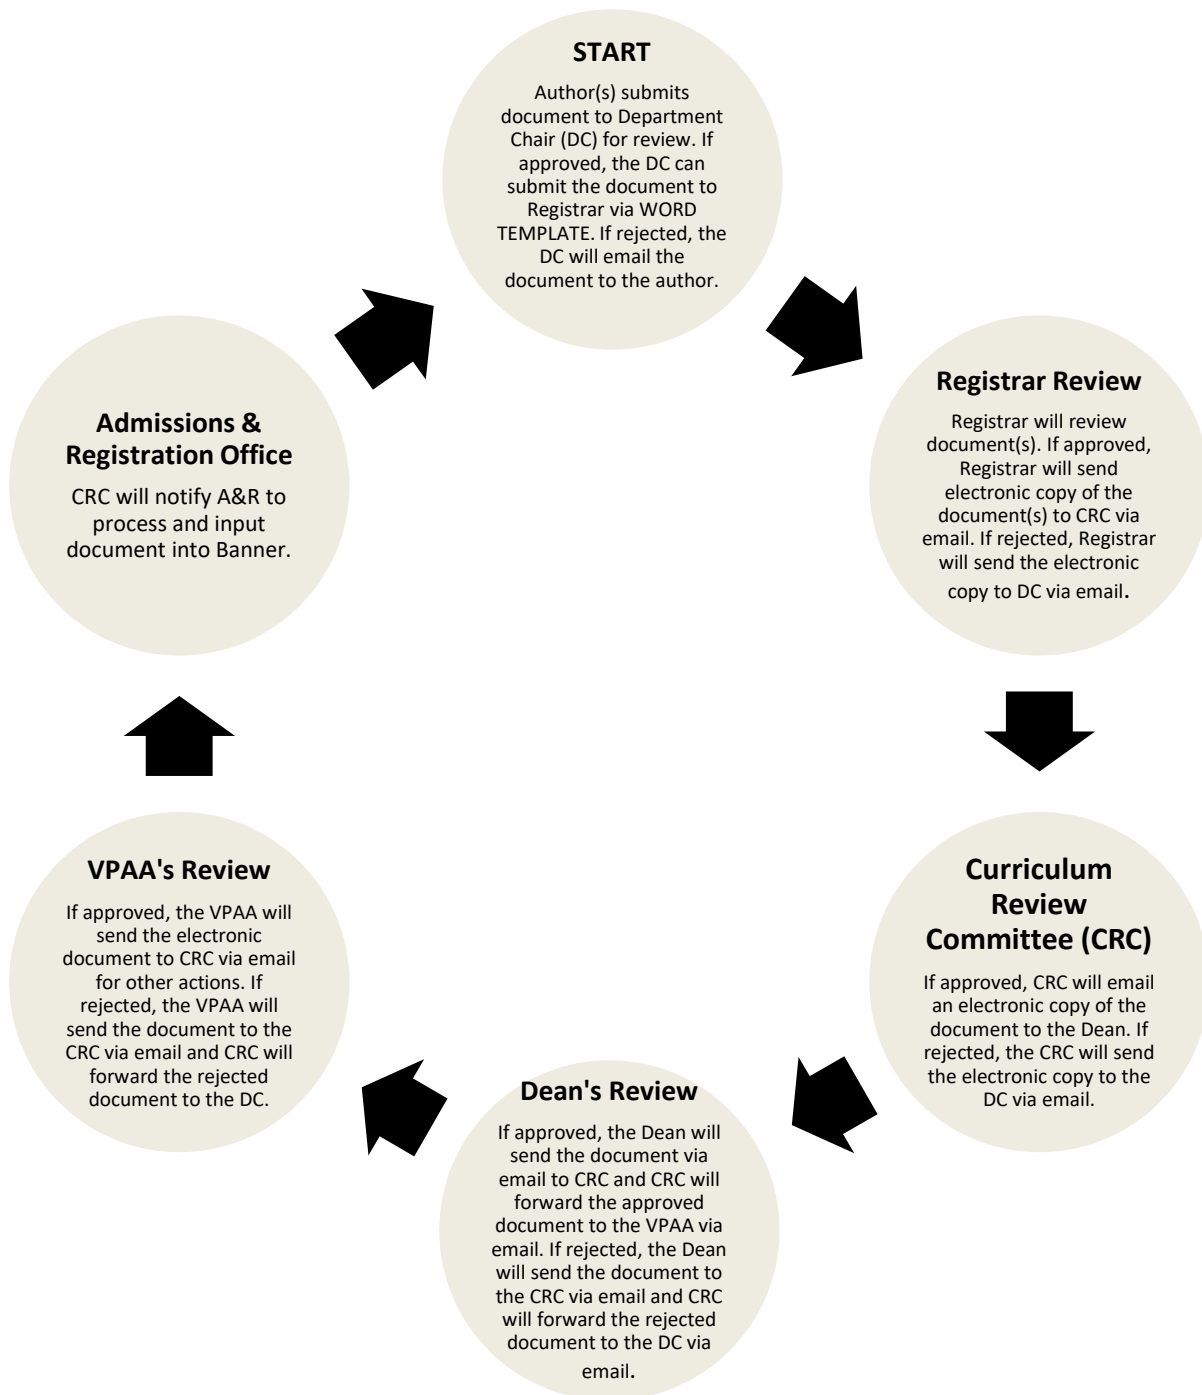 START
Author(s) submits
document to Department
Chair (DC) for review. If
approved, the DC can
submit the document to
Registrar via WORD
TEMPLATE. If rejected, the
DC will email the
document to the author.
Registrar Review
Registrar will review
document(s). If approved,
Registrar will send
electronic copy of the
document(s) to CRC via
email. If rejected, Registrar
will send the electronic
copy to DC via email.
Curriculum
Review
Committee (CRC)
If approved, CRC will email
an electronic copy of the
document to the Dean. If
rejected, the CRC will send
the electronic copy to the
DC via email.
Dean's Review
If approved, the Dean will
send the document via
email to CRC and CRC will
forward the approved
document to the VPAA via
email. If rejected, the Dean
will send the document to
the CRC via email and CRC
will forward the rejected
document to the DC via
email.
VPAA's Review
If approved, the VPAA will
send the electronic
document to CRC via email
for other actions. If
rejected, the VPAA will
send the document to the
CRC via email and CRC will
forward the rejected
document to the DC.
Admissions &
Registration Office
CRC will notify A&R to
process and input
document into Banner.